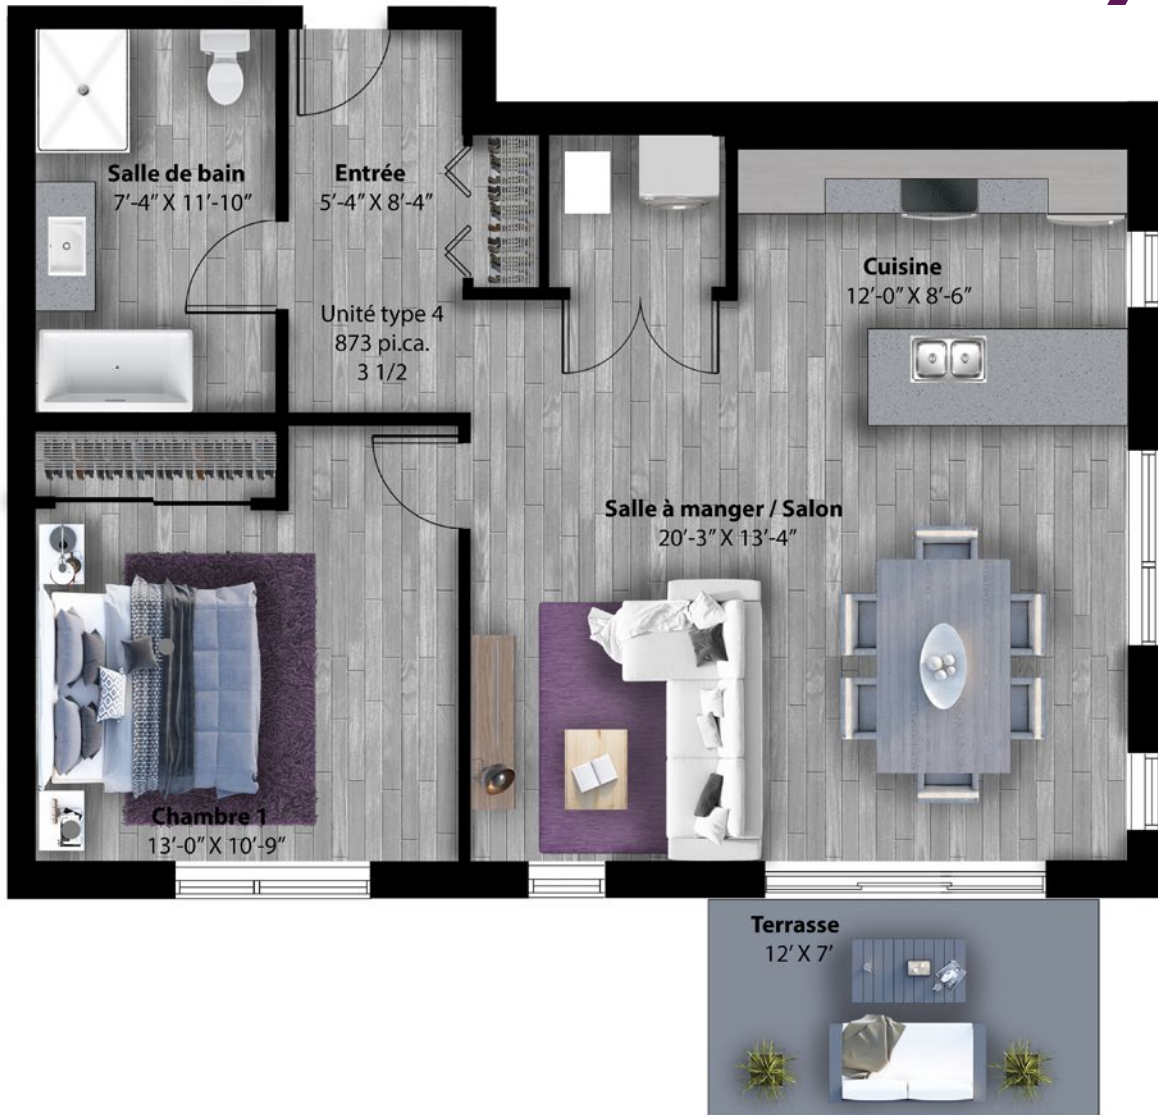 Salle de bain
7'-4" X 11'-10"
Entrée
5'-4" X 8'-4"
Unité type 4
873 pi.ca.
3 1/2
Cuisine
12'-0" X 8'-6"
Salle à manger / Salon
20'-3" X 13'-4"
Chambre 1
13'-0" X 10'-9"
Terrasse
12' X 7'